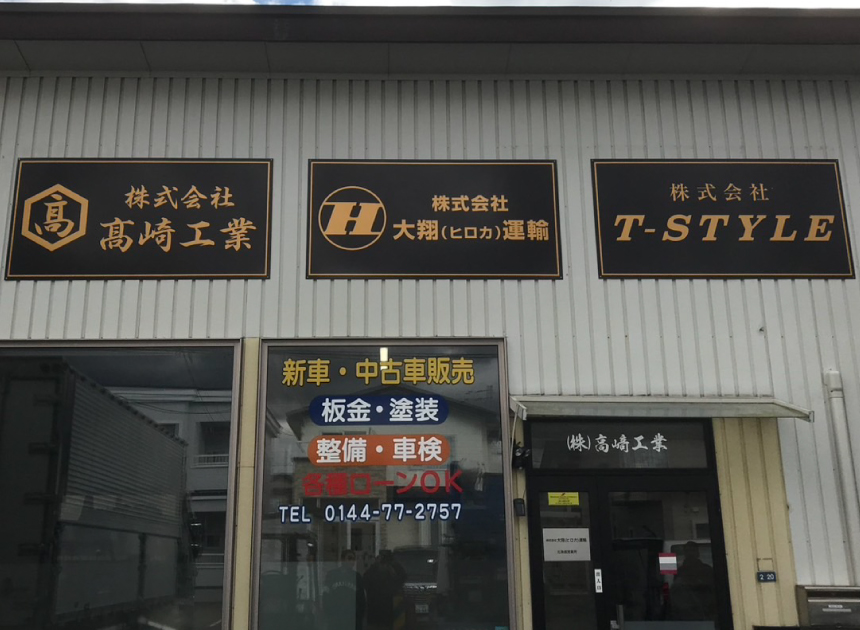 髙
株式会社
髙崎工業
H
株式会社
大翔(ヒロカ)運輸
株式会社
T-STYLE
新車・中古車販売
板金・塗装
整備・車検
各種ローンOK
TEL 0144-77-2757
(株)髙崎工業
2 20